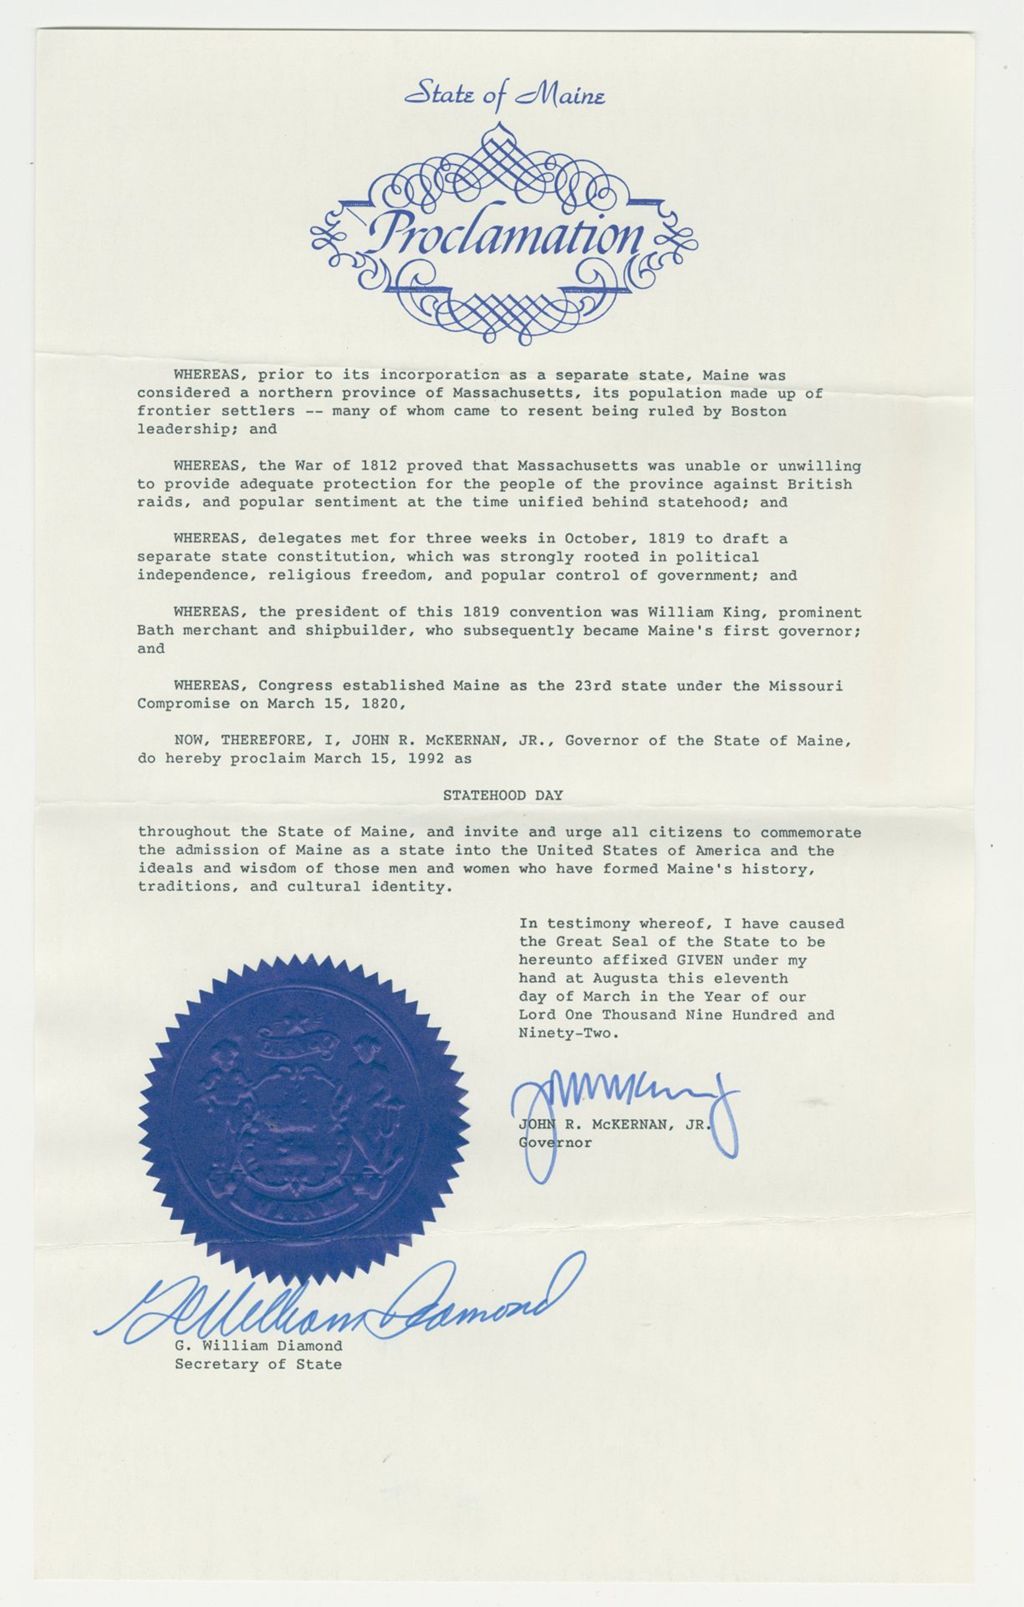 State of Maine
Proclamation
WHEREAS, prior to its incorporation as a separate state, Maine was
considered a northern province of Massachusetts, its population made up of
frontier settlers -- many of whom came to resent being ruled by Boston
leadership; and
WHEREAS, the War of 1812 proved that Massachusetts was unable or unwilling
to provide adequate protection for the people of the province against British
raids, and popular sentiment at the time unified behind statehood; and
WHEREAS, delegates met for three weeks in October, 1819 to draft a
separate state constitution, which was strongly rooted in political
independence, religious freedom, and popular control of government; and
WHEREAS, the president of this 1819 convention was William King, prominent
Bath merchant and shipbuilder, who subsequently became Maine's first governor;
and
WHEREAS, Congress established Maine as the 23rd state under the Missouri
Compromise on March 15, 1820,
NOW, THEREFORE, I, JOHN R. McKERNAN, JR., Governor of the State of Maine,
do hereby proclaim March 15, 1992 as
STATEHOOD DAY
throughout the State of Maine, and invite and urge all citizens to commemorate
the admission of Maine as a state into the United States of America and the
ideals and wisdom of those men and women who have formed Maine's history,
traditions, and cultural identity.
In testimony whereof, I have caused
the Great Seal of the State to be
hereunto affixed GIVEN under my
hand at Augusta this eleventh
day of March in the Year of our
Lord One Thousand Nine Hundred and
Ninety-Two.
JOHN R. McKERNAN, JR.
Governor
MAINE
G William Diamond
G. William Diamond
Secretary of State